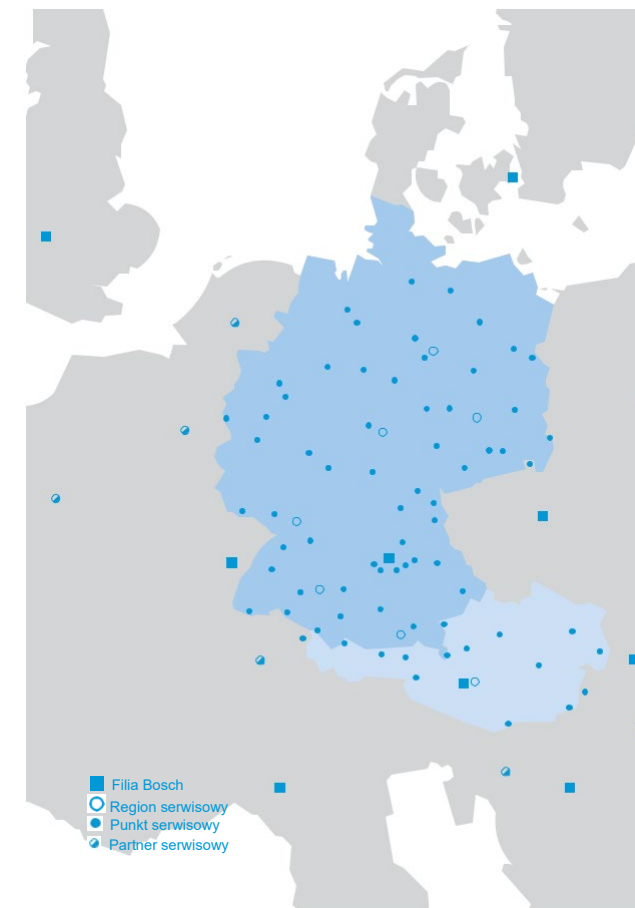 Filia Bosch
Region serwisowy
Punkt serwisowy
Partner serwisowy